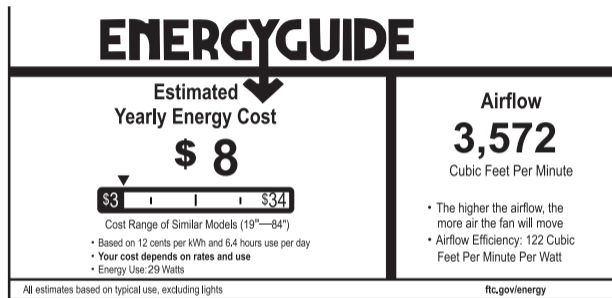 ENERGYGUIDE
Estimated
Yearly Energy Cost
$ 8
$3 $34
Cost Range of Similar Models (19"—84")
• Based on 12 cents per kWh and 6.4 hours use per day
• Your cost depends on rates and use
• Energy Use: 29 Watts
Airflow
3,572
Cubic Feet Per Minute
• The higher the airflow, the
more air the fan will move
• Airflow Efficiency: 122 Cubic
Feet Per Minute Per Watt
All estimates based on typical use, excluding lights
ftc.gov/energy